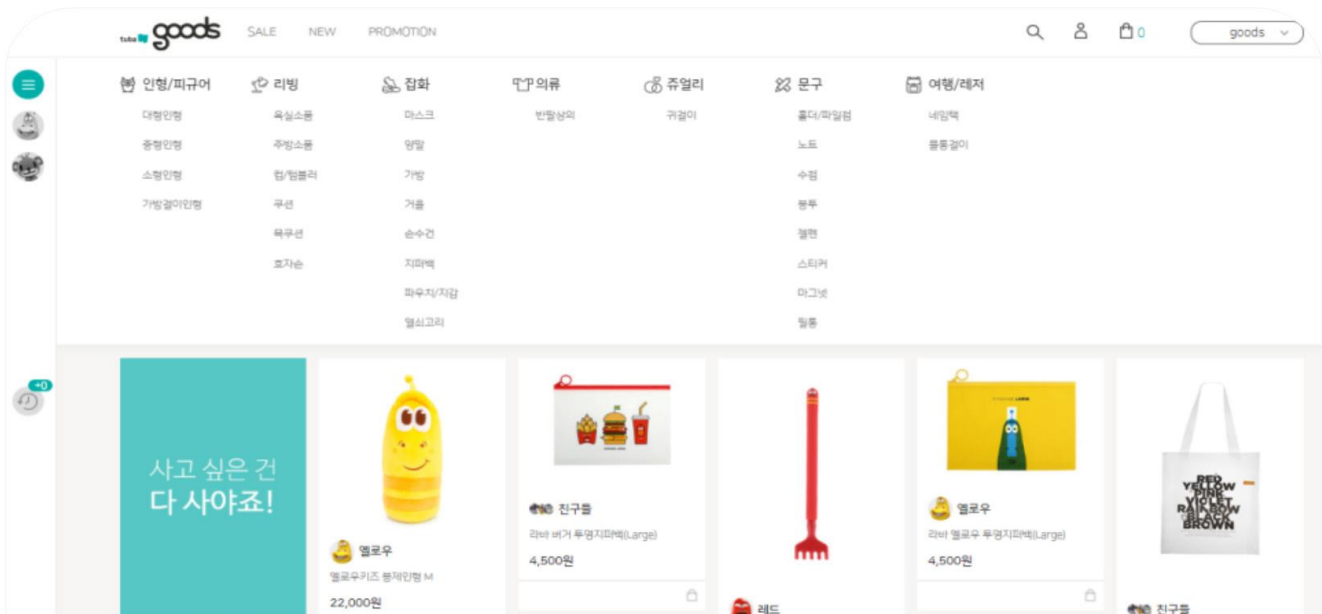 tuba goods SALE NEW PROMOTION 0 goods
인형/피규어 리빙 잡화 의류 쥬얼리 문구 여행/레저
대형인형 욕실소품 마스크 반팔상의 귀걸이 홀더/파일첩 네임택
중형인형 주방소품 양말 노트 물통걸이
소형인형 컵/텀블러 가방 수첩
가방걸이인형 쿠션 거울 봉투
목쿠션 손수건 젤펜
효자손 지퍼백 스티커
파우치/지갑 마그넷
열쇠고리 필통
+0
사고 싶은 건
다 사야죠!
옐로우
옐로우키즈 봉제인형 M
22,000원
진구들
라바 버거 투명지퍼백(Large)
4,500원
레드
LARVA
옐로우
라바 옐로우 투명지퍼백(Large)
4,500원
RED
YELLOW
PINK
VIOLET
RAINBOW
BLACK
BROWN
진구들